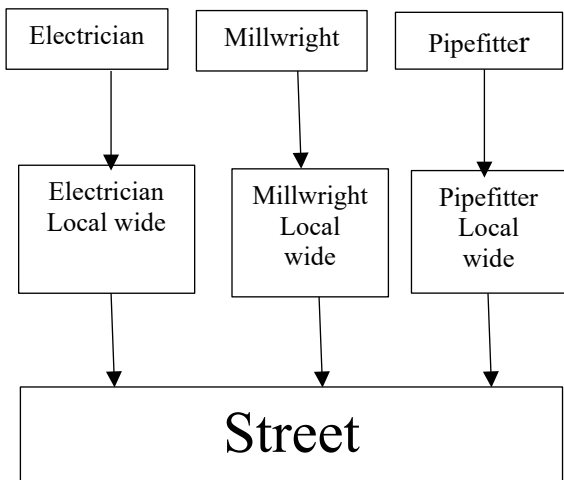 Electrician
Millwright
Pipefitter
Electrician
Local wide
Millwright
Local
wide
Pipefitter
Local
wide
Street